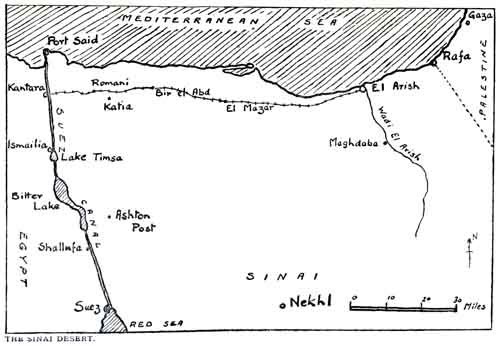 MEDITERRANEAN SEA
Gaza
Port Said
Rafa
PALESTINE
Kantara
Romani
Bir el Abd
El Arish
Katia
El Mazar
SUEZ
Wadi El Arish
Maghdaba
Ismailia
Lake Timsa
Bitter Lake
CANAL
Ashton Post
EGYPT
Shallufa
N
SINAI
Nekhl
0 10 20 30
Miles
Suez
RED SEA
THE SINAI DESERT.